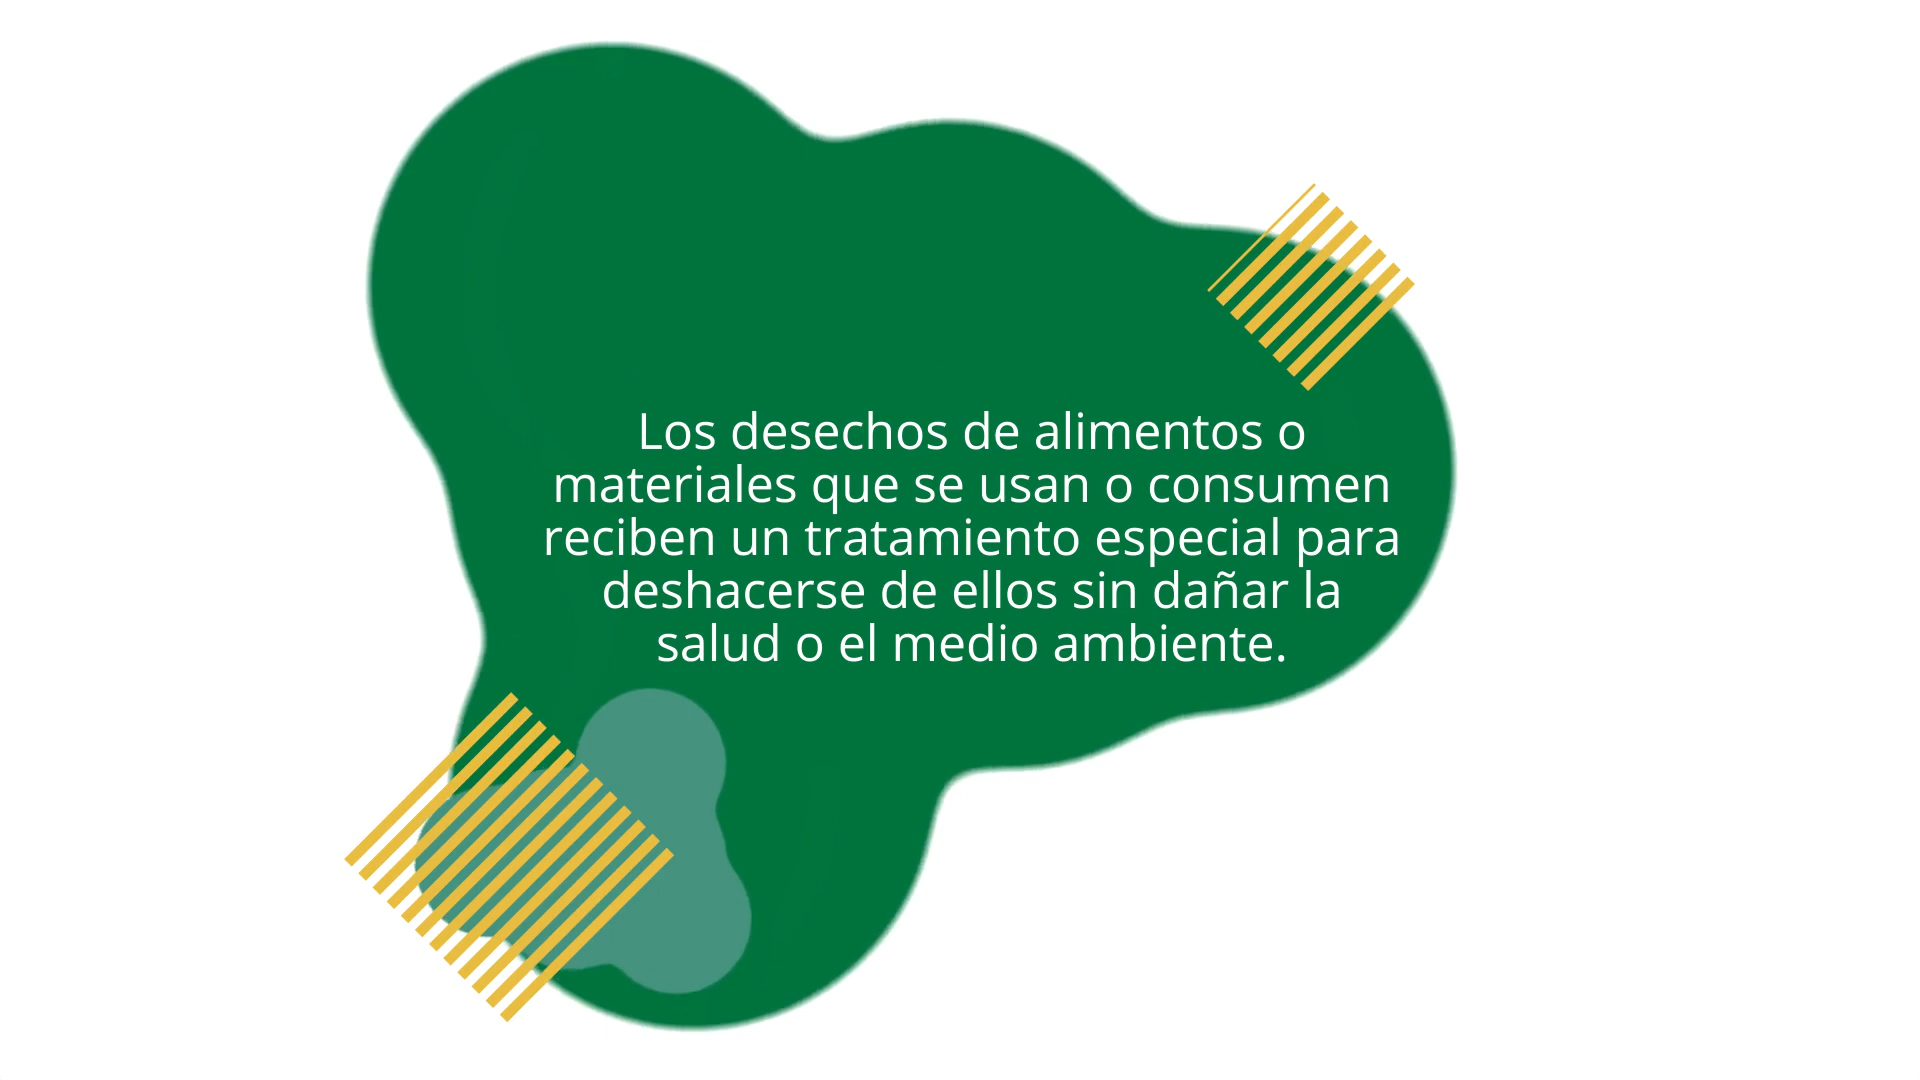 Los desechos de alimentos o
materiales que se usan o consumen
reciben un tratamiento especial para
deshacerse de ellos sin dañar la
salud o el medio ambiente.